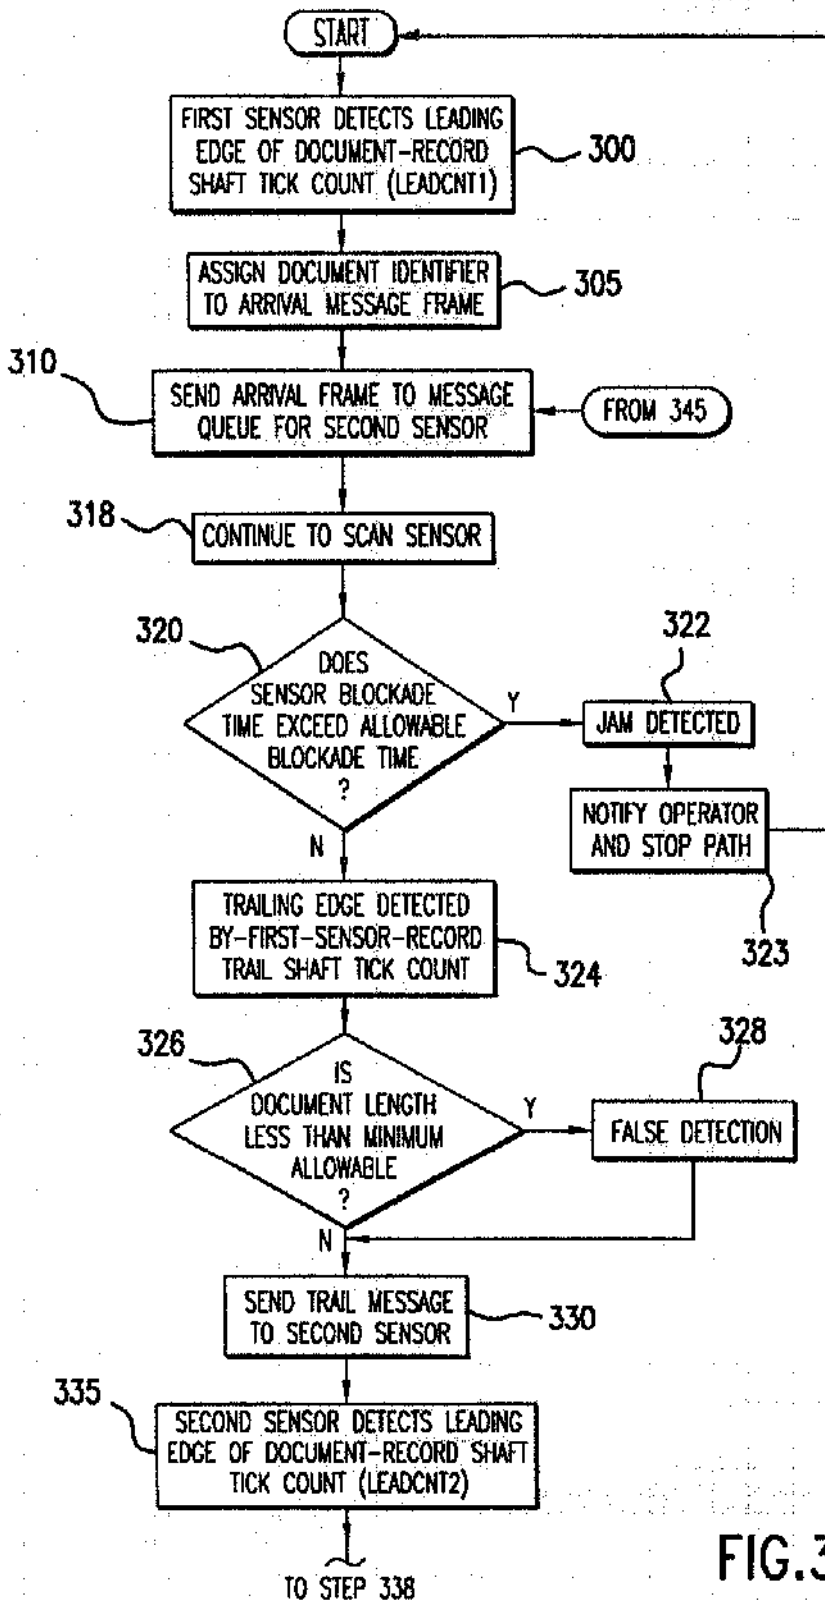 START
FIRST SENSOR DETECTS LEADING
EDGE OF DOCUMENT-RECORD
SHAFT TICK COUNT (LEADCNT1)
300
ASSIGN DOCUMENT IDENTIFIER
TO ARRIVAL MESSAGE FRAME
305
310
SEND ARRIVAL FRAME TO MESSAGE
QUEUE FOR SECOND SENSOR
FROM 345
318
CONTINUE TO SCAN SENSOR
320
DOES
SENSOR BLOCKADE
TIME EXCEED ALLOWABLE
BLOCKADE TIME
?
Y
322
JAM DETECTED
NOTIFY OPERATOR
AND STOP PATH
323
N
TRAILING EDGE DETECTED
BY-FIRST-SENSOR-RECORD
TRAIL SHAFT TICK COUNT
324
326
IS
DOCUMENT LENGTH
LESS THAN MINIMUM
ALLOWABLE
?
Y
328
FALSE DETECTION
N
SEND TRAIL MESSAGE
TO SECOND SENSOR
330
335
SECOND SENSOR DETECTS LEADING
EDGE OF DOCUMENT-RECORD SHAFT
TICK COUNT (LEADCNT2)
TO STEP 338
FIG.3